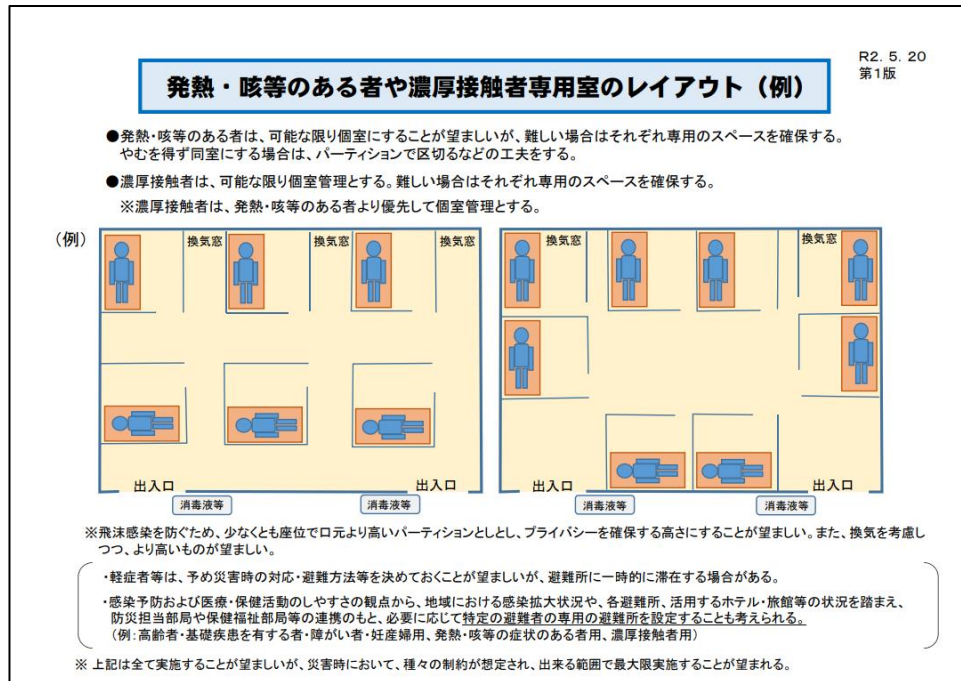 R2. 5. 20
第1版
発熱・咳等のある者や濃厚接触者専用室のレイアウト（例）
●発熱・咳等のある者は、可能な限り個室にすることが望ましいが、難しい場合はそれぞれ専用のスペースを確保する。
やむを得ず同室にする場合は、パーティションで区切るなどの工夫をする。
●濃厚接触者は、可能な限り個室管理とする。難しい場合はそれぞれ専用のスペースを確保する。
※濃厚接触者は、発熱・咳等のある者より優先して個室管理とする。
（例）
換気窓 換気窓 換気窓
換気窓 換気窓
出入口 出入口
消毒液等 消毒液等
出入口 出入口
消毒液等 消毒液等
※飛沫感染を防ぐため、少なくとも座位で口元より高いパーティションとしとし、プライバシーを確保する高さにすることが望ましい。また、換気を考慮し
つつ、より高いものが望ましい。
・軽症者等は、予め災害時の対応・避難方法等を決めておくことが望ましいが、避難所に一時的に滞在する場合がある。
・感染予防および医療・保健活動のしやすさの観点から、地域における感染拡大状況や、各避難所、活用するホテル・旅館等の状況を踏まえ、
防災担当部局や保健福祉部局等の連携のもと、必要に応じて特定の避難者の専用の避難所を設定することも考えられる。
（例：高齢者・基礎疾患を有する者・障がい者・妊産婦用、発熱・咳等の症状のある者用、濃厚接触者用）
※ 上記は全て実施することが望ましいが、災害時において、種々の制約が想定され、出来る範囲で最大限実施することが望まれる。